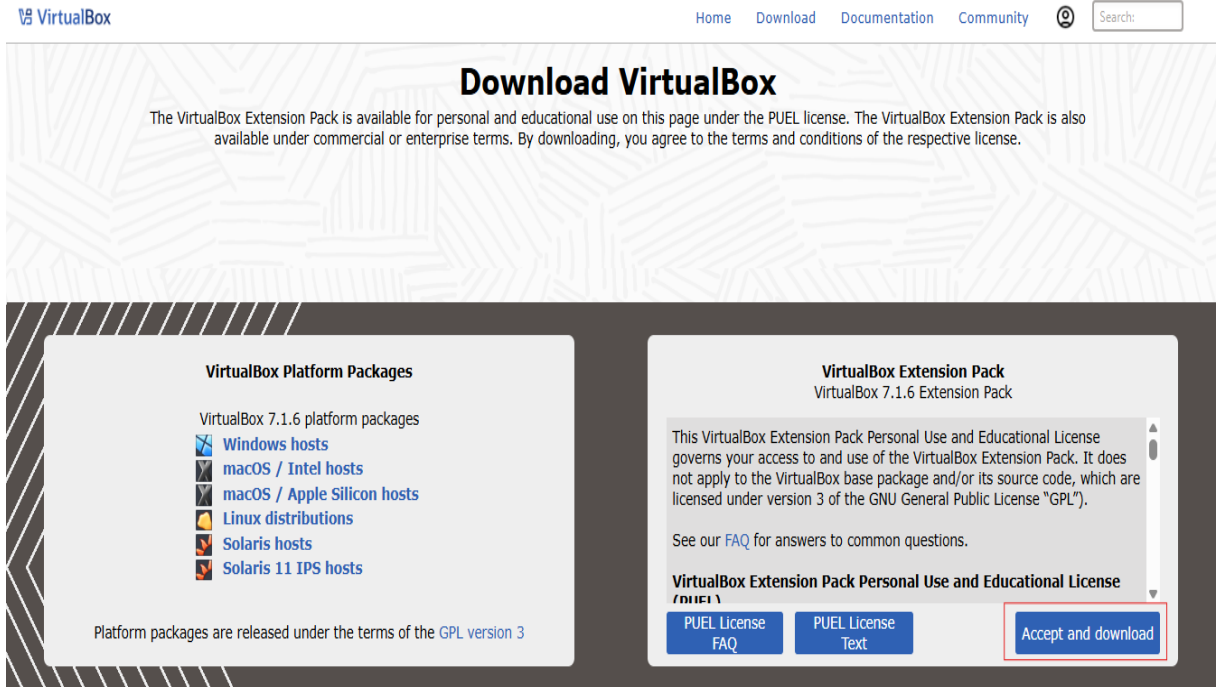 VirtualBox
Home Download Documentation Community Search:
Download VirtualBox
The VirtualBox Extension Pack is available for personal and educational use on this page under the PUEL license. The VirtualBox Extension Pack is also
available under commercial or enterprise terms. By downloading, you agree to the terms and conditions of the respective license.
VirtualBox Platform Packages
VirtualBox 7.1.6 platform packages
Windows hosts
macOS / Intel hosts
macOS / Apple Silicon hosts
Linux distributions
Solaris hosts
Solaris 11 IPS hosts
Platform packages are released under the terms of the GPL version 3
VirtualBox Extension Pack
VirtualBox 7.1.6 Extension Pack
This VirtualBox Extension Pack Personal Use and Educational License
governs your access to and use of the VirtualBox Extension Pack. It does
not apply to the VirtualBox base package and/or its source code, which are
licensed under version 3 of the GNU General Public License “GPL”).
See our FAQ for answers to common questions.
VirtualBox Extension Pack Personal Use and Educational License
(PUEL)
PUEL License
FAQ
PUEL License
Text
Accept and download